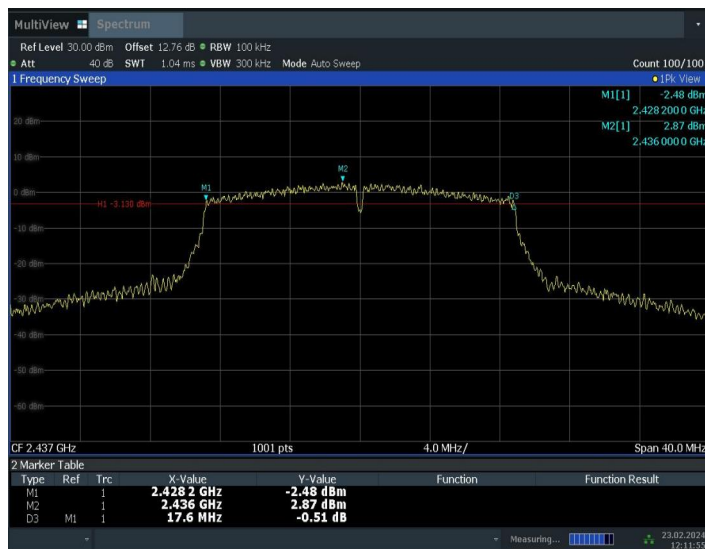 MultiView Spectrum
Ref Level 30.00 dBm Offset 12.76 dB RBW 100 kHz
Att 40 dB SWT 1.04 ms VBW 300 kHz Mode Auto Sweep Count 100/100
1 Frequency Sweep 1Pk View
M1[1] -2.48 dBm
2.428 200 0 GHz
M2[1] 2.87 dBm
2.436 000 0 GHz
20 dBm
10 dBm
M2
M1
0 dBm
D3
H1 -3.130 dBm
-10 dBm
-20 dBm
-30 dBm
-40 dBm
-50 dBm
-60 dBm
CF 2.437 GHz 1001 pts 4.0 MHz/ Span 40.0 MHz
2 Marker Table
Type Ref Trc X-Value Y-Value Function Function Result
M1 1 2.428 2 GHz -2.48 dBm
M2 1 2.436 GHz 2.87 dBm
D3 M1 1 17.6 MHz -0.51 dB
Measuring... 23.02.2024
12:11:55